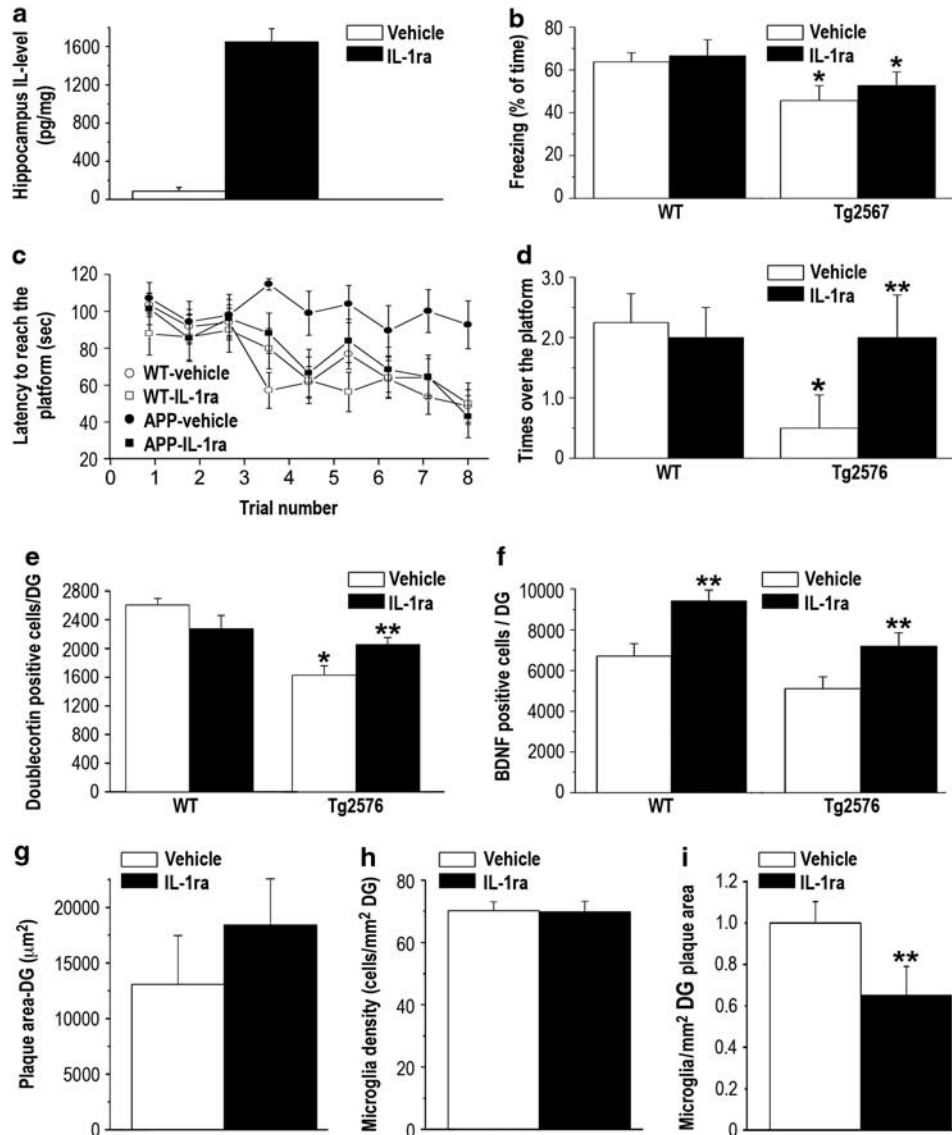 a
Hippocampus IL-level
(pg/mg)
1600
1200
800
400
0
Vehicle
IL-1ra
b
Freezing (% of time)
80
60
40
20
0
Vehicle
IL-1ra
*
*
WT
Tg2567
c
Latency to reach the
platform (sec)
120
100
80
60
40
20
WT-vehicle
WT-IL-1ra
APP-vehicle
APP-IL-1ra
0 1 2 3 4 5 6 7 8
Trial number
d
Times over the platform
3.0
2.0
1.0
0
Vehicle
IL-1ra
*
**
WT
Tg2576
e
Doublecortin positive cells/DG
2800
2400
2000
1600
1200
800
400
0
Vehicle
IL-1ra
*
**
WT
Tg2576
f
BDNF positive cells / DG
10000
8000
6000
4000
2000
0
Vehicle
IL-1ra
**
**
WT
Tg2576
g
Plaque area-DG (μm²)
20000
15000
10000
5000
0
Vehicle
IL-1ra
h
Microglia density (cells/mm² DG)
80
60
40
20
0
Vehicle
IL-1ra
i
Microglia/mm² DG plaque area
1.2
1.0
0.8
0.6
0.4
0.2
0
Vehicle
IL-1ra
**